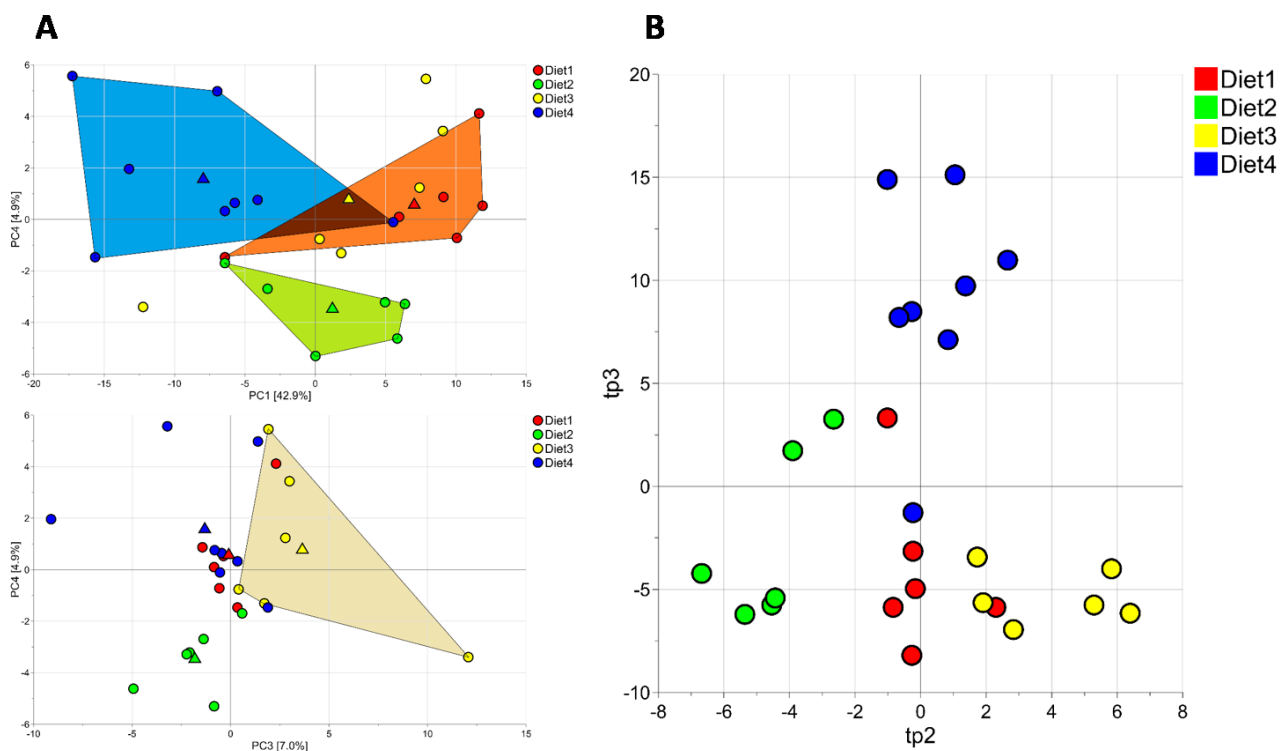 A
6
4
2
0
-2
-4
-6
PC4 [4.9%]
-20
-15
-10
-5
0
5
10
15
PC1 [42.9%]
Diet1
Diet2
Diet3
Diet4
6
4
2
0
-2
-4
-6
PC4 [4.9%]
-10
-5
0
5
10
15
PC3 [7.0%]
Diet1
Diet2
Diet3
Diet4
B
20
15
10
5
0
-5
-10
tp3
-8
-6
-4
-2
0
2
4
6
8
tp2
Diet1
Diet2
Diet3
Diet4